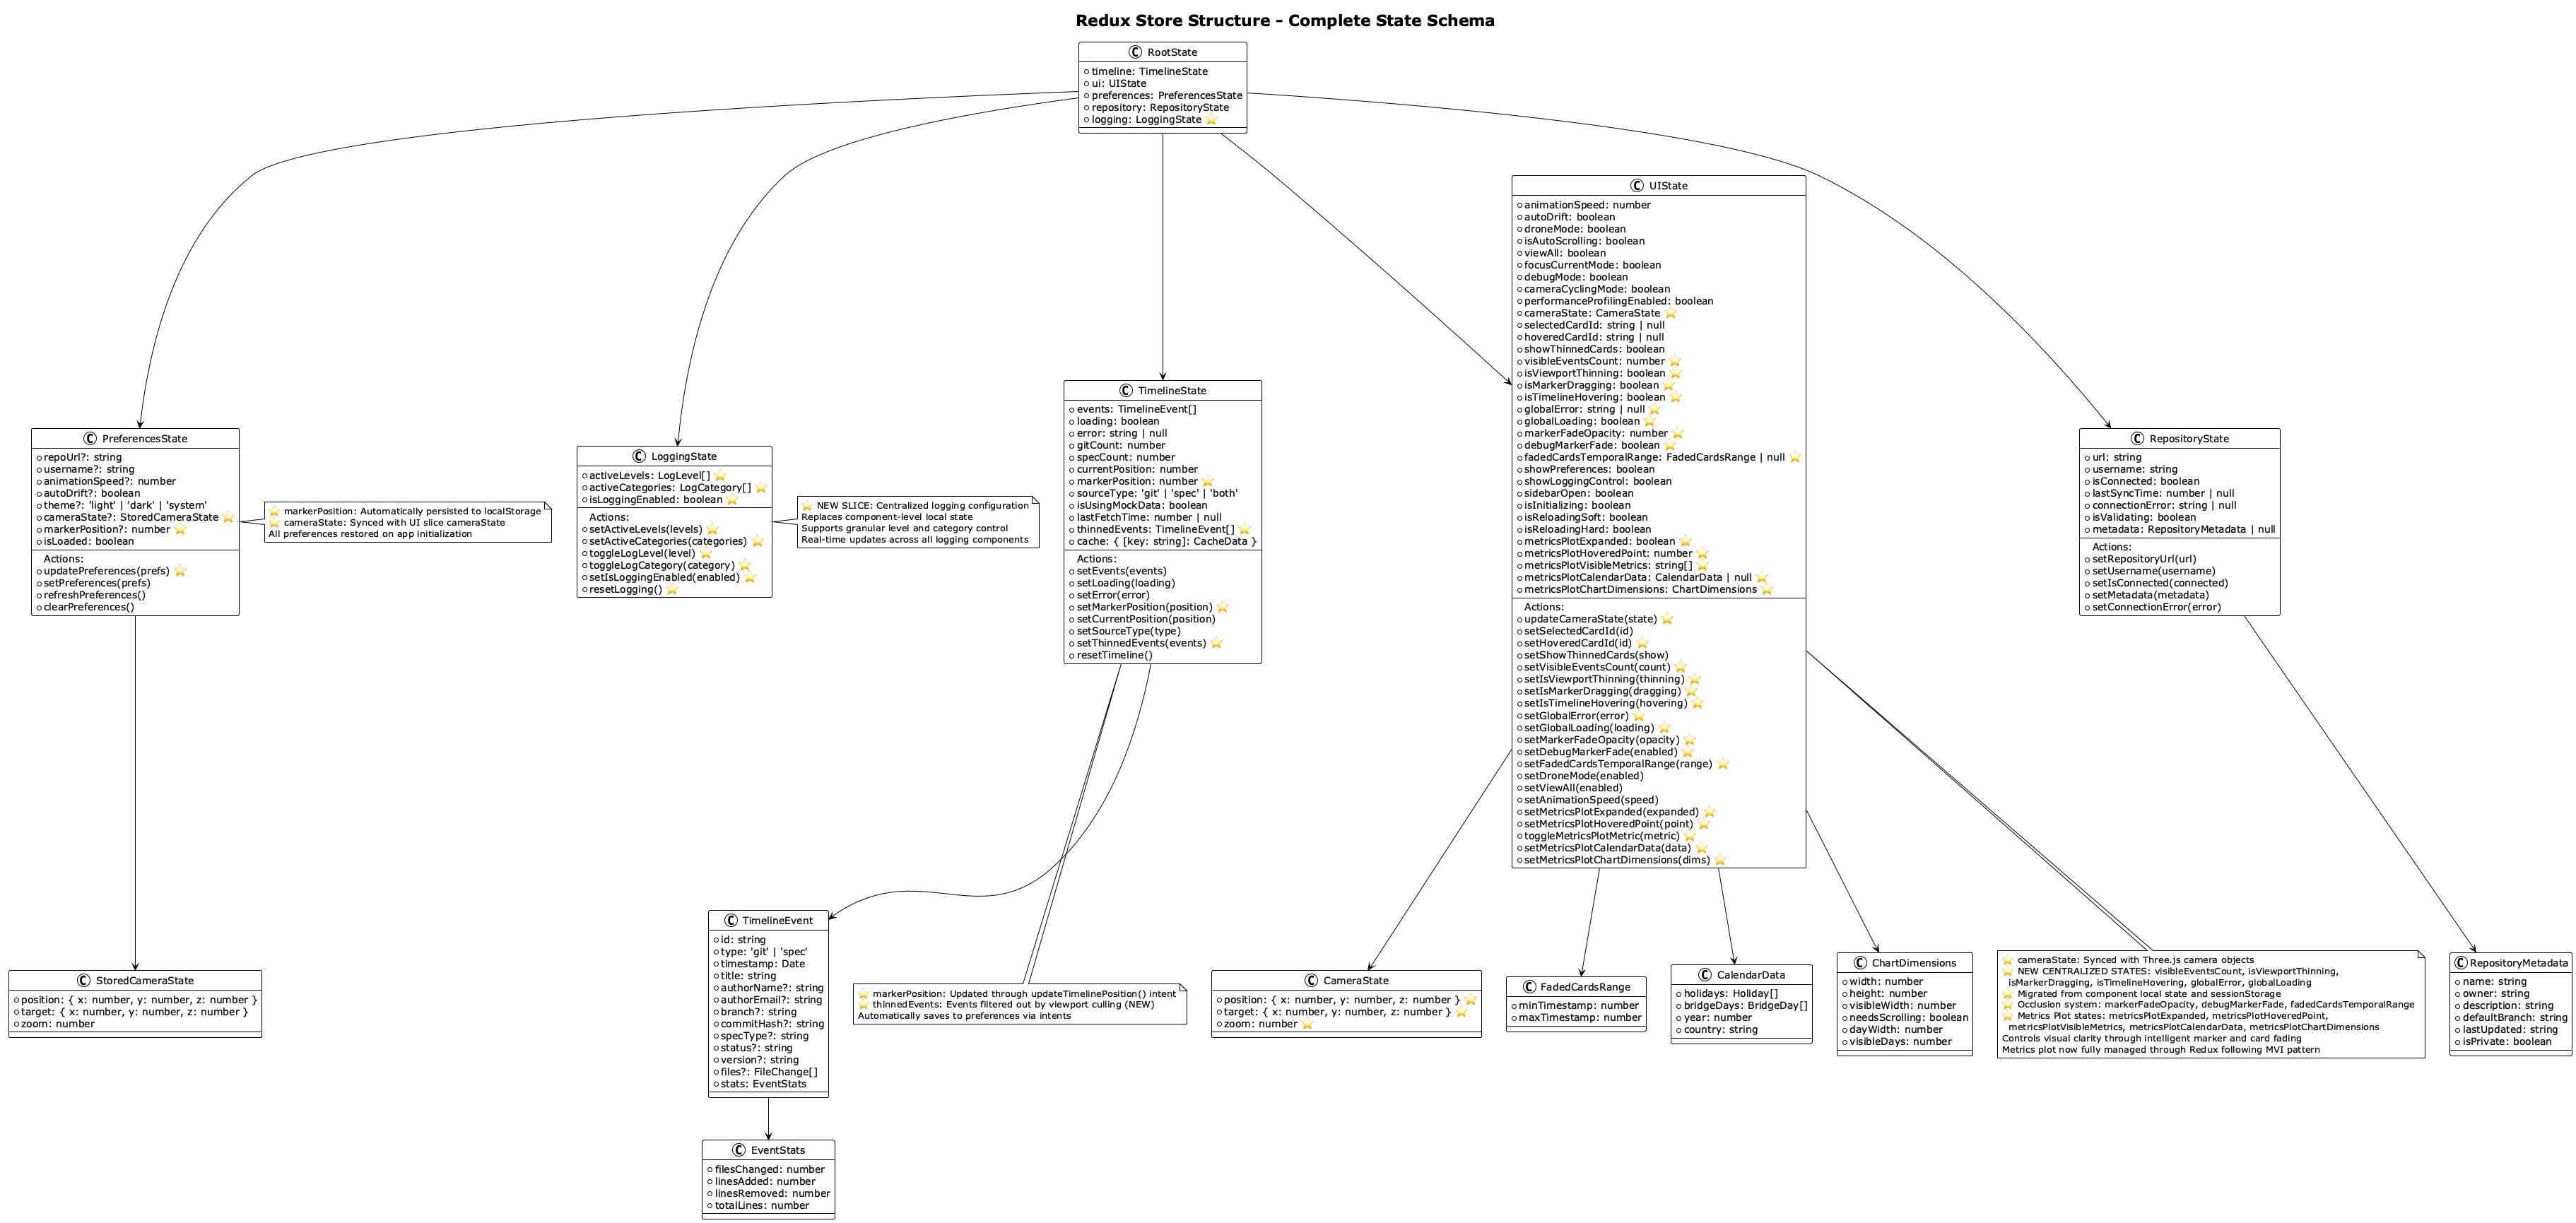 Redux Store Structure - Complete State Schema
C RootState
timeline: TimelineState
ui: UIState
preferences: PreferencesState
repository: RepositoryState
logging: LoggingState ⭐
C UIState
animationSpeed: number
autoDrift: boolean
droneMode: boolean
isAutoScrolling: boolean
viewAll: boolean
focusCurrentMode: boolean
debugMode: boolean
cameraCyclingMode: boolean
performanceProfilingEnabled: boolean
cameraState: CameraState ⭐
selectedCardId: string | null
hoveredCardId: string | null
showThinnedCards: boolean
visibleEventsCount: number ⭐
isViewportThinning: boolean ⭐
isMarkerDragging: boolean ⭐
isTimelineHovering: boolean ⭐
globalError: string | null ⭐
globalLoading: boolean ⭐
markerFadeOpacity: number ⭐
debugMarkerFade: boolean ⭐
fadedCardsTemporalRange: FadedCardsRange | null ⭐
showPreferences: boolean
showLoggingControl: boolean
sidebarOpen: boolean
isInitializing: boolean
isReloadingSoft: boolean
isReloadingHard: boolean
metricsPlotExpanded: boolean ⭐
metricsPlotHoveredPoint: number ⭐
metricsPlotVisibleMetrics: string[] ⭐
metricsPlotCalendarData: CalendarData | null ⭐
metricsPlotChartDimensions: ChartDimensions ⭐
Actions:
updateCameraState(state) ⭐
setSelectedCardId(id)
setHoveredCardId(id) ⭐
setShowThinnedCards(show)
setVisibleEventsCount(count) ⭐
setIsViewportThinning(thinning) ⭐
setIsMarkerDragging(dragging) ⭐
setIsTimelineHovering(hovering) ⭐
setGlobalError(error) ⭐
setGlobalLoading(loading) ⭐
setMarkerFadeOpacity(opacity) ⭐
setDebugMarkerFade(enabled) ⭐
setFadedCardsTemporalRange(range) ⭐
setDroneMode(enabled)
setViewAll(enabled)
setAnimationSpeed(speed)
setMetricsPlotExpanded(expanded) ⭐
setMetricsPlotHoveredPoint(point) ⭐
toggleMetricsPlotMetric(metric) ⭐
setMetricsPlotCalendarData(data) ⭐
setMetricsPlotChartDimensions(dims) ⭐
C PreferencesState
repoUrl?: string
username?: string
animationSpeed?: number
autoDrift?: boolean
theme?: 'light' | 'dark' | 'system'
cameraState?: StoredCameraState ⭐
markerPosition?: number ⭐
isLoaded: boolean
Actions:
updatePreferences(prefs) ⭐
setPreferences(prefs)
refreshPreferences()
clearPreferences()
⭐ markerPosition: Automatically persisted to localStorage
⭐ cameraState: Synced with UI slice cameraState
All preferences restored on app initialization
C LoggingState
activeLevels: LogLevel[] ⭐
activeCategories: LogCategory[] ⭐
isLoggingEnabled: boolean ⭐
Actions:
setActiveLevels(levels) ⭐
setActiveCategories(categories) ⭐
toggleLogLevel(level) ⭐
toggleLogCategory(category) ⭐
setIsLoggingEnabled(enabled) ⭐
resetLogging() ⭐
⭐ NEW SLICE: Centralized logging configuration
Replaces component-level local state
Supports granular level and category control
Real-time updates across all logging components
C TimelineState
events: TimelineEvent[]
loading: boolean
error: string | null
gitCount: number
specCount: number
currentPosition: number
markerPosition: number ⭐
sourceType: 'git' | 'spec' | 'both'
isUsingMockData: boolean
lastFetchTime: number | null
thinnedEvents: TimelineEvent[] ⭐
cache: { [key: string]: CacheData }
Actions:
setEvents(events)
setLoading(loading)
setError(error)
setMarkerPosition(position) ⭐
setCurrentPosition(position)
setSourceType(type)
setThinnedEvents(events) ⭐
resetTimeline()
C RepositoryState
url: string
username: string
isConnected: boolean
lastSyncTime: number | null
connectionError: string | null
isValidating: boolean
metadata: RepositoryMetadata | null
Actions:
setRepositoryUrl(url)
setUsername(username)
setIsConnected(connected)
setMetadata(metadata)
setConnectionError(error)
C StoredCameraState
position: { x: number, y: number, z: number }
target: { x: number, y: number, z: number }
zoom: number
C TimelineEvent
id: string
type: 'git' | 'spec'
timestamp: Date
title: string
authorName?: string
authorEmail?: string
branch?: string
commitHash?: string
specType?: string
status?: string
version?: string
files?: FileChange[]
stats: EventStats
⭐ markerPosition: Updated through updateTimelinePosition() intent
⭐ thinnedEvents: Events filtered out by viewport culling (NEW)
Automatically saves to preferences via intents
C CameraState
position: { x: number, y: number, z: number } ⭐
target: { x: number, y: number, z: number } ⭐
zoom: number ⭐
C FadedCardsRange
minTimestamp: number
maxTimestamp: number
C CalendarData
holidays: Holiday[]
bridgeDays: BridgeDay[]
year: number
country: string
C ChartDimensions
width: number
height: number
visibleWidth: number
needsScrolling: boolean
dayWidth: number
visibleDays: number
⭐ cameraState: Synced with Three.js camera objects
⭐ NEW CENTRALIZED STATES: visibleEventsCount, isViewportThinning,
isMarkerDragging, isTimelineHovering, globalError, globalLoading
⭐ Migrated from component local state and sessionStorage
⭐ Occlusion system: markerFadeOpacity, debugMarkerFade, fadedCardsTemporalRange
⭐ Metrics Plot states: metricsPlotExpanded, metricsPlotHoveredPoint,
metricsPlotVisibleMetrics, metricsPlotCalendarData, metricsPlotChartDimensions
Controls visual clarity through intelligent marker and card fading
Metrics plot now fully managed through Redux following MVI pattern
C RepositoryMetadata
name: string
owner: string
description: string
defaultBranch: string
lastUpdated: string
isPrivate: boolean
C EventStats
filesChanged: number
linesAdded: number
linesRemoved: number
totalLines: number